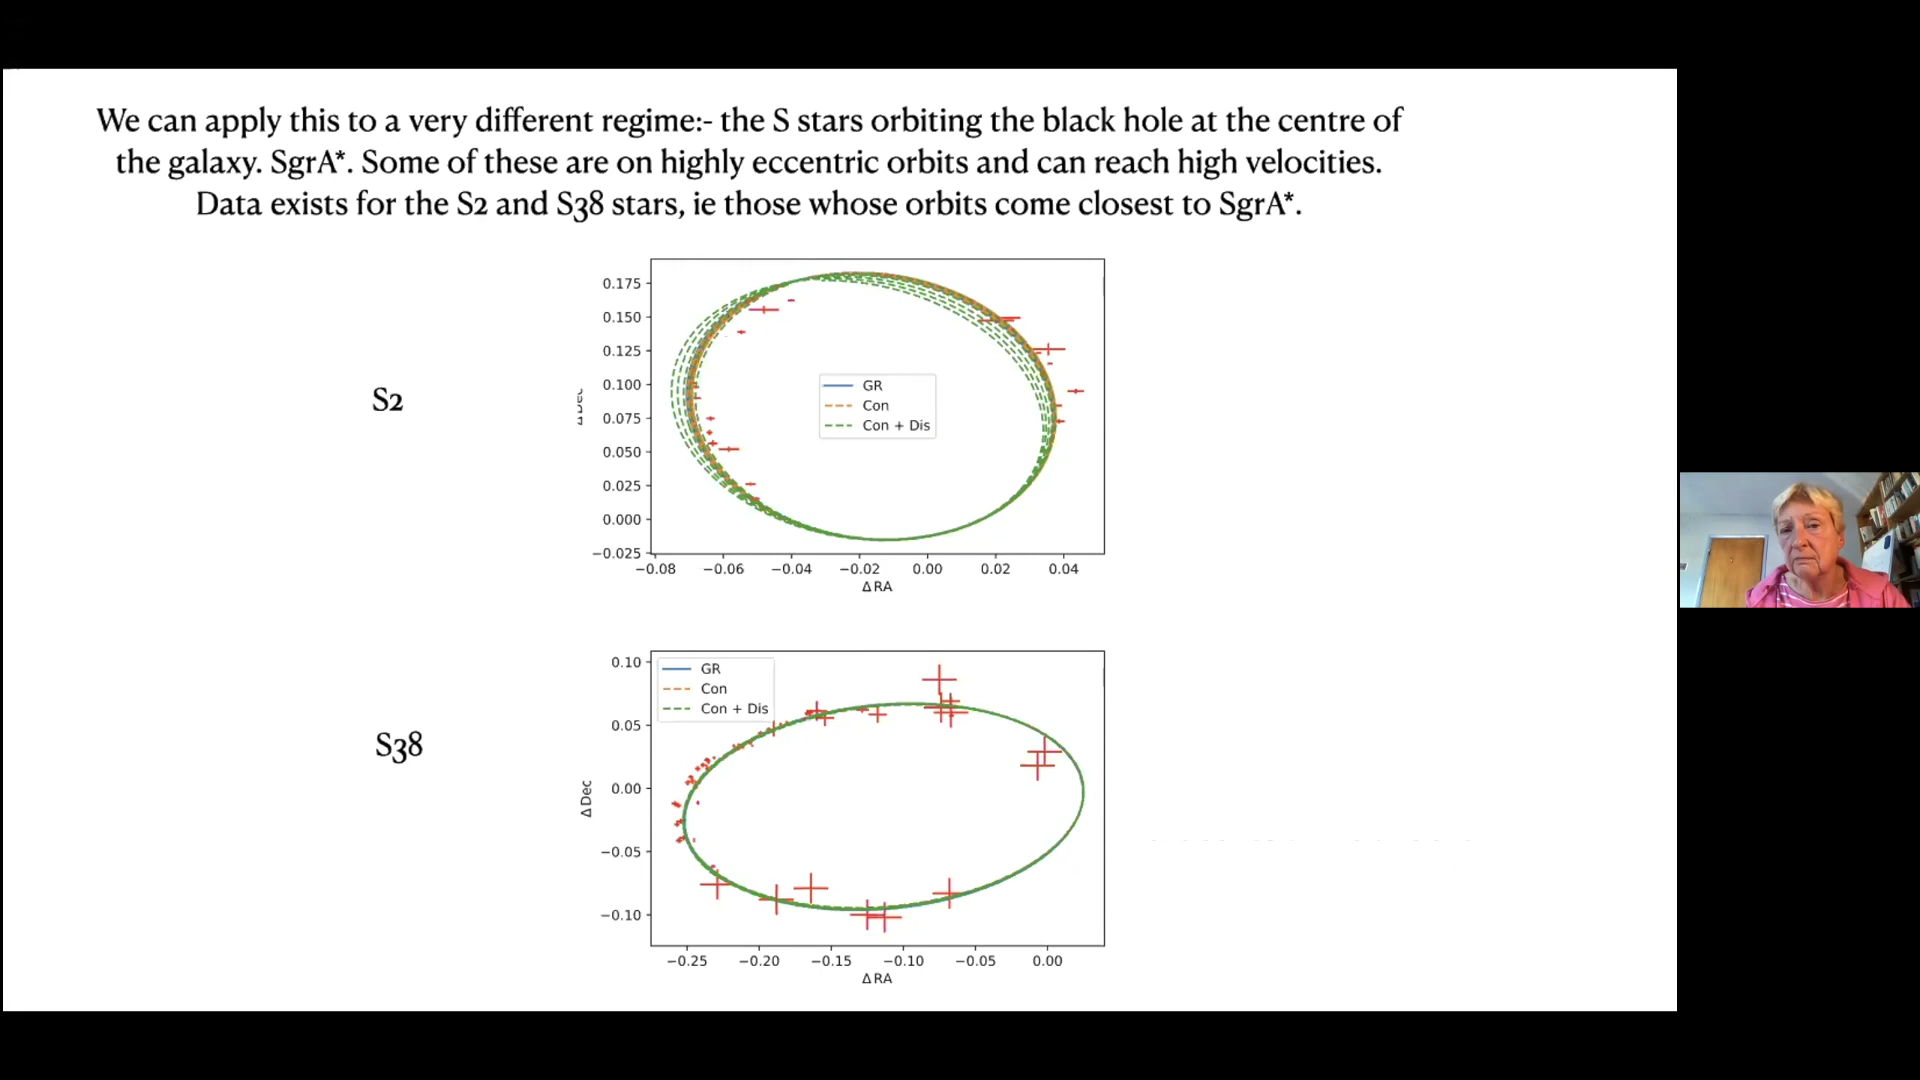 We can apply this to a very different regime:- the S stars orbiting the black hole at the centre of
the galaxy. SgrA*. Some of these are on highly eccentric orbits and can reach high velocities.
Data exists for the S2 and S38 stars, ie those whose orbits come closest to SgrA*.
S2
0.175
0.150
0.125
0.100
0.075
0.050
0.025
0.000
−0.025
Δ Dec
GR
Con
Con + Dis
−0.08 −0.06 −0.04 −0.02 0.00 0.02 0.04
Δ RA
S38
0.10
0.05
0.00
−0.05
−0.10
Δ Dec
GR
Con
Con + Dis
−0.25 −0.20 −0.15 −0.10 −0.05 0.00
Δ RA